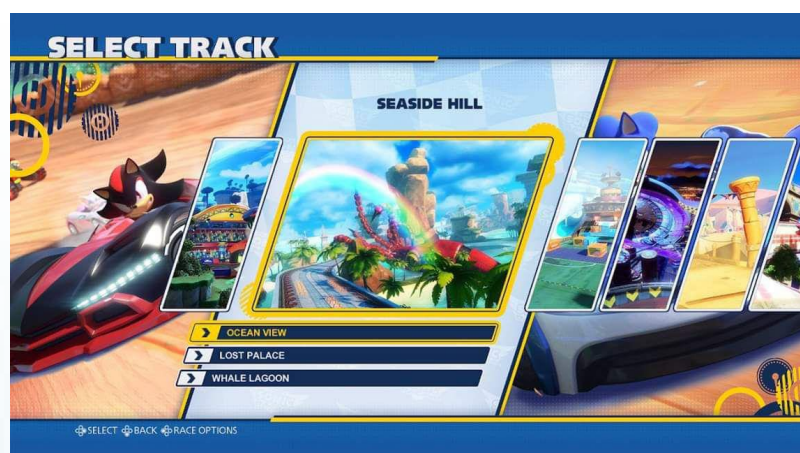 SELECT TRACK
SEASIDE HILL
OCEAN VIEW
LOST PALACE
WHALE LAGOON
SELECT BACK RACE OPTIONS